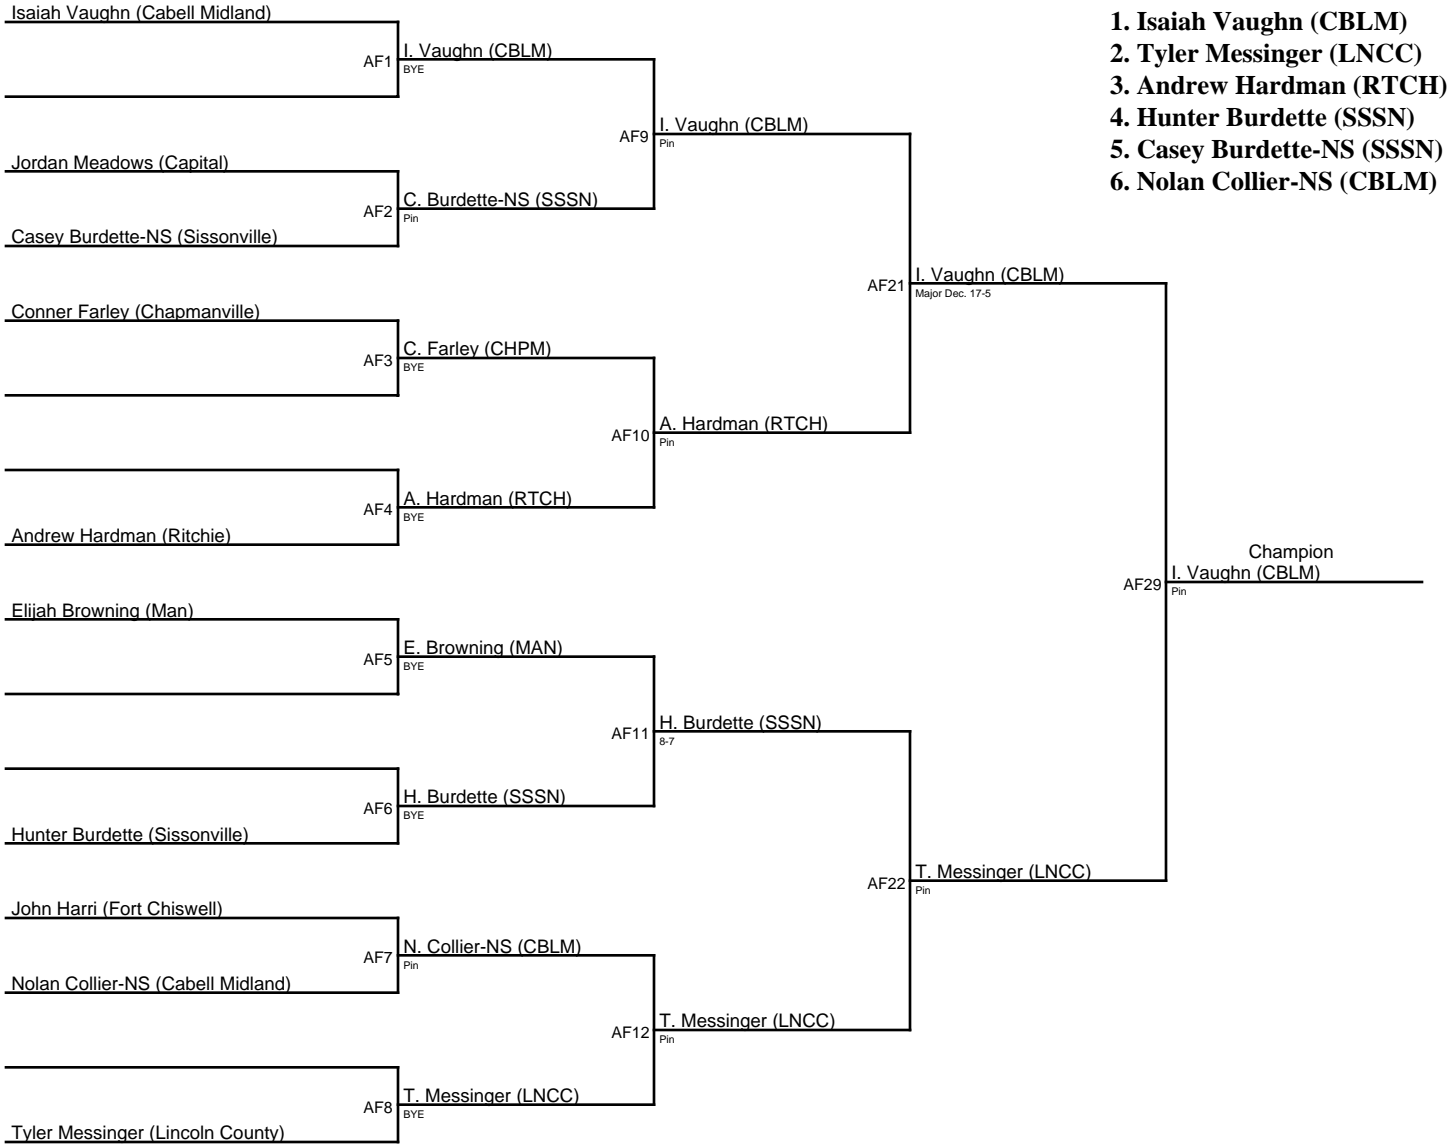 Isaiah Vaughn (Cabell Midland)
AF1
I. Vaughn (CBLM)
BYE
Jordan Meadows (Capital)
AF2
C. Burdette-NS (SSSN)
Pin
Casey Burdette-NS (Sissonville)
AF9
I. Vaughn (CBLM)
Pin
Conner Farley (Chapmanville)
AF3
C. Farley (CHPM)
BYE
AF4
A. Hardman (RTCH)
BYE
Andrew Hardman (Ritchie)
AF10
A. Hardman (RTCH)
Pin
AF21
I. Vaughn (CBLM)
Major Dec. 17-5
Elijah Browning (Man)
AF5
E. Browning (MAN)
BYE
AF6
H. Burdette (SSSN)
BYE
Hunter Burdette (Sissonville)
AF11
H. Burdette (SSSN)
8-7
John Harri (Fort Chiswell)
AF7
N. Collier-NS (CBLM)
Pin
Nolan Collier-NS (Cabell Midland)
AF8
T. Messinger (LNCC)
BYE
Tyler Messinger (Lincoln County)
AF12
T. Messinger (LNCC)
Pin
AF22
T. Messinger (LNCC)
Pin
AF29
Champion
I. Vaughn (CBLM)
Pin
1. Isaiah Vaughn (CBLM)
2. Tyler Messinger (LNCC)
3. Andrew Hardman (RTCH)
4. Hunter Burdette (SSSN)
5. Casey Burdette-NS (SSSN)
6. Nolan Collier-NS (CBLM)